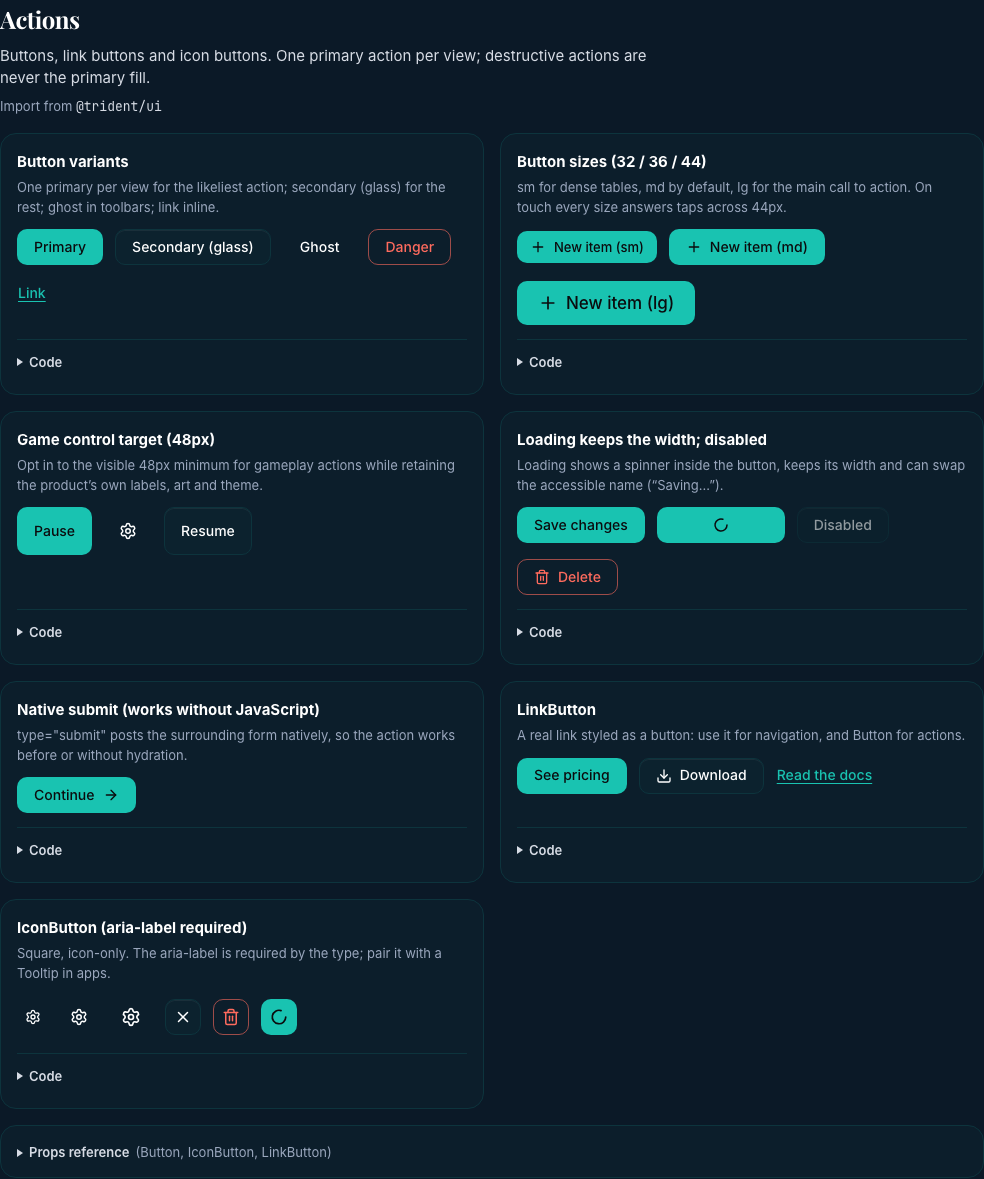 Actions
Buttons, link buttons and icon buttons. One primary action per view; destructive actions are
never the primary fill.
Import from @trident/ui
Button variants
One primary per view for the likeliest action; secondary (glass) for the
rest; ghost in toolbars; link inline.
Primary
Secondary (glass)
Ghost
Danger
Link
Code
Button sizes (32 / 36 / 44)
sm for dense tables, md by default, lg for the main call to action. On
touch every size answers taps across 44px.
New item (sm)
New item (md)
New item (lg)
Code
Game control target (48px)
Opt in to the visible 48px minimum for gameplay actions while retaining
the product’s own labels, art and theme.
Pause
Resume
Code
Loading keeps the width; disabled
Loading shows a spinner inside the button, keeps its width and can swap
the accessible name (“Saving…”).
Save changes
Disabled
Delete
Code
Native submit (works without JavaScript)
type="submit" posts the surrounding form natively, so the action works
before or without hydration.
Continue
Code
LinkButton
A real link styled as a button: use it for navigation, and Button for actions.
See pricing
Download
Read the docs
Code
IconButton (aria-label required)
Square, icon-only. The aria-label is required by the type; pair it with a
Tooltip in apps.
Code
Props reference (Button, IconButton, LinkButton)